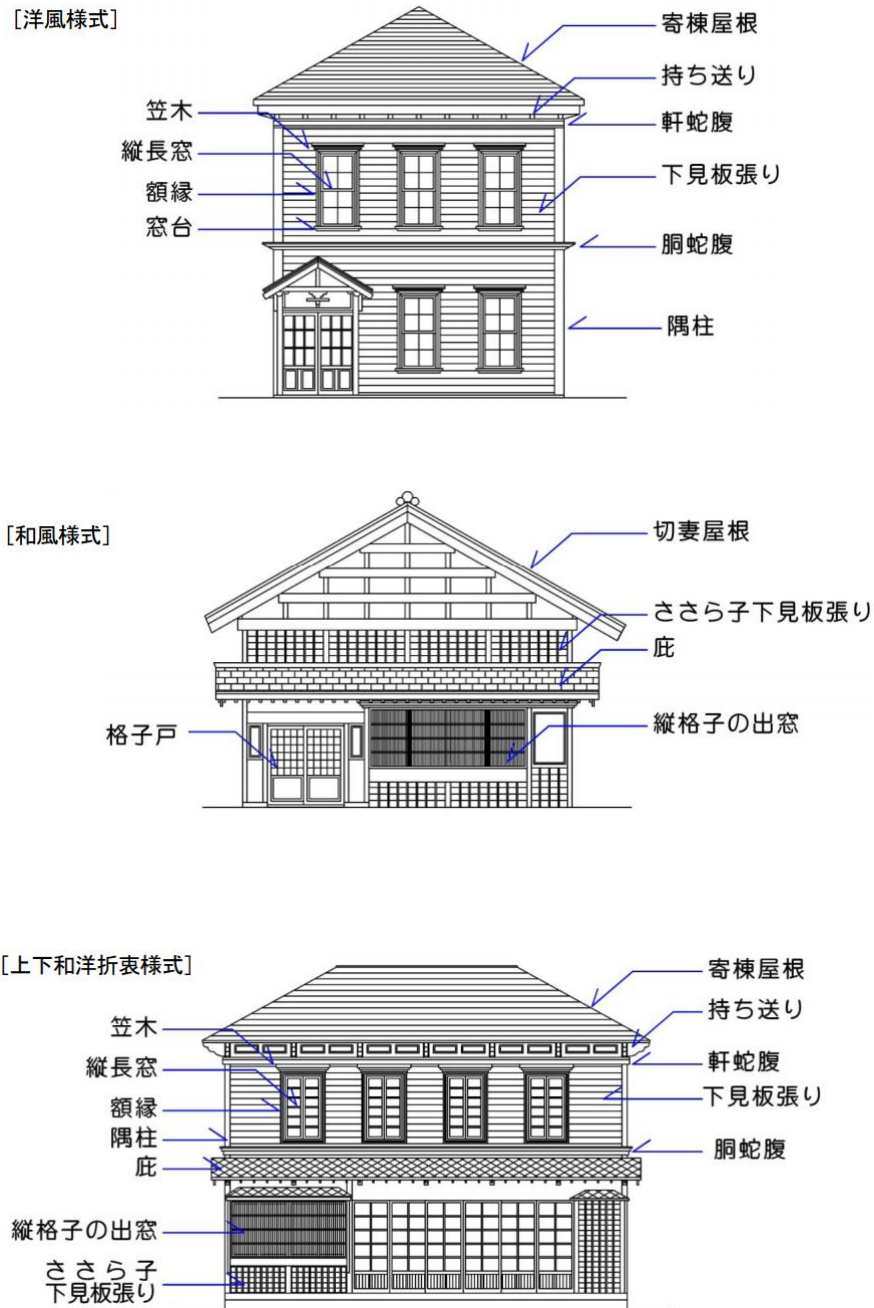 [洋風様式]
寄棟屋根
持ち送り
軒蛇腹
下見板張り
胴蛇腹
隅柱
笠木
縦長窓
額縁
窓台
[和風様式]
切妻屋根
ささら子下見板張り
庇
縦格子の出窓
格子戸
[上下和洋折衷様式]
寄棟屋根
持ち送り
軒蛇腹
下見板張り
胴蛇腹
笠木
縦長窓
額縁
隅柱
庇
縦格子の出窓
ささら子
下見板張り